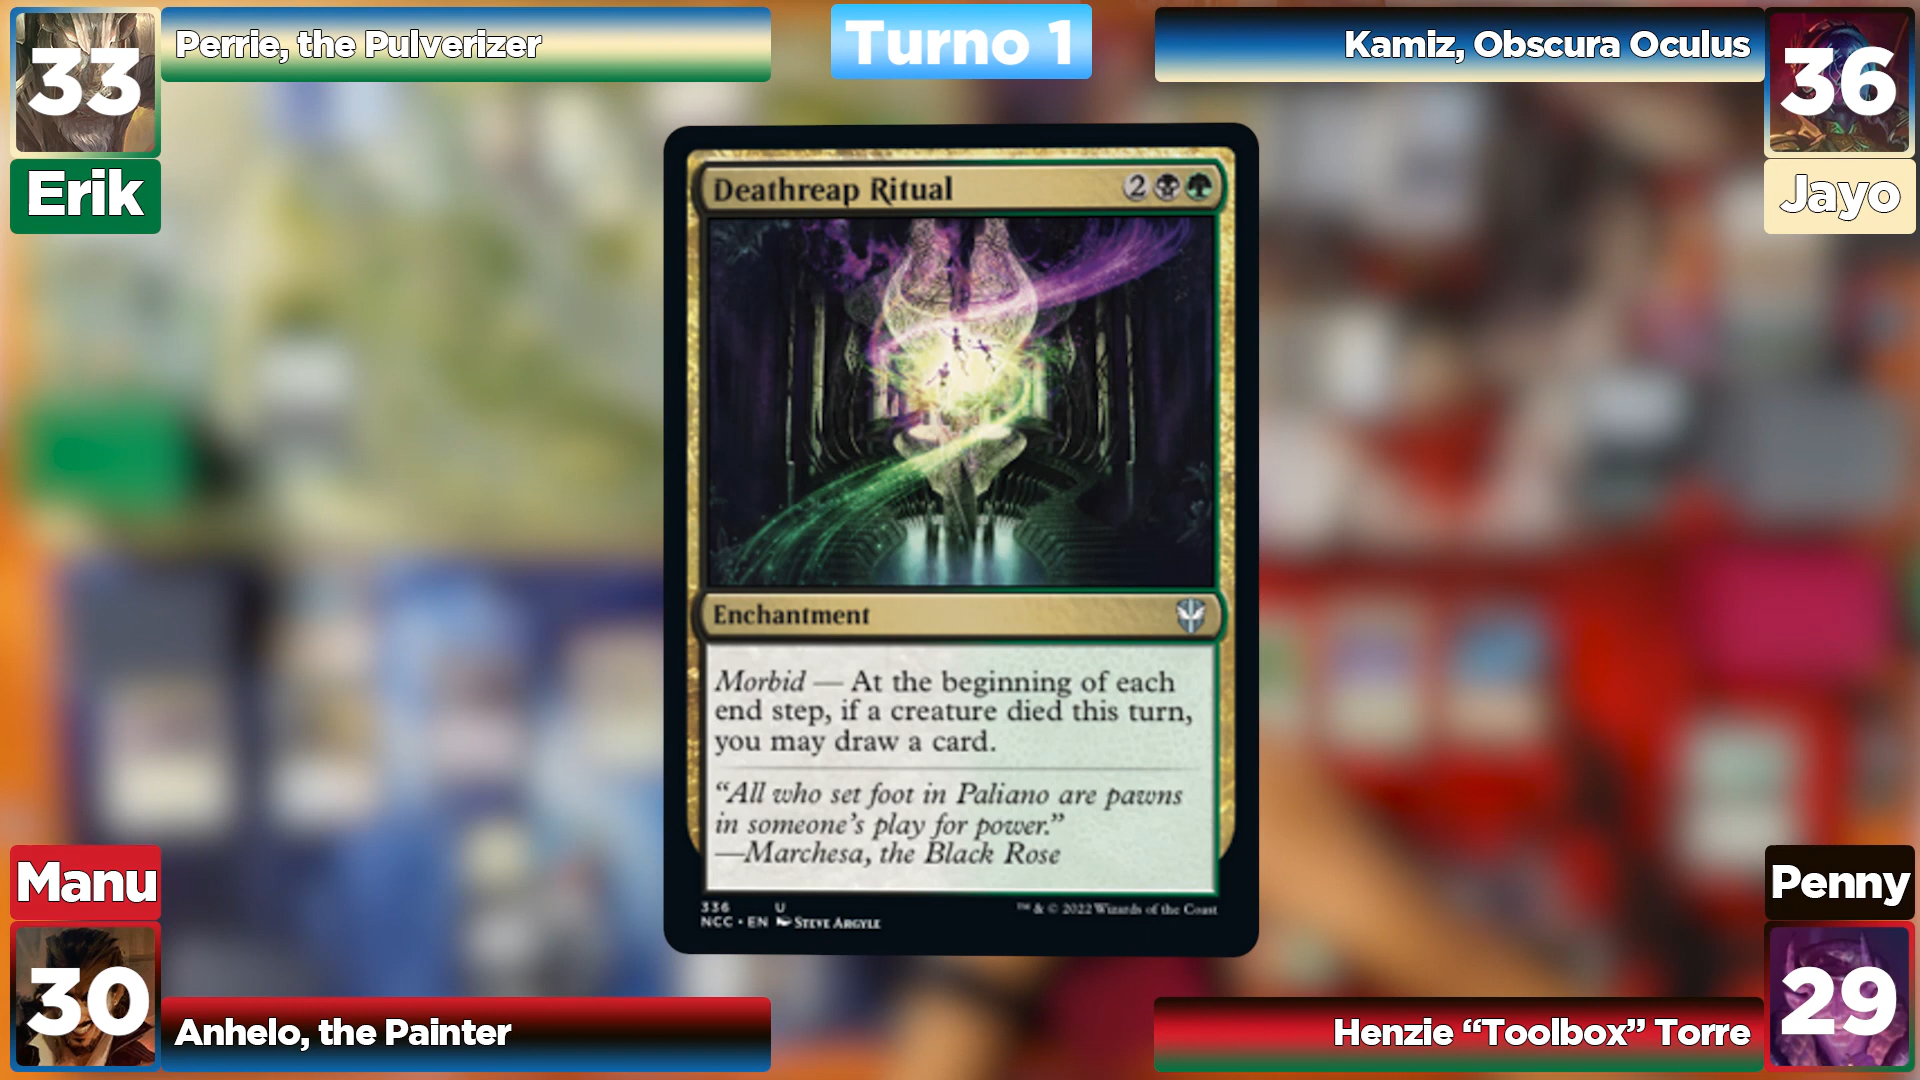 33
Perrie, the Pulverizer
Erik
Turno 1
Kamiz, Obscura Oculus
36
Jayo
Deathreap Ritual
2
Enchantment
Morbid — At the beginning of each
end step, if a creature died this turn,
you may draw a card.
“All who set foot in Paliano are pawns
in someone’s play for power.”
—Marchesa, the Black Rose
336 U
NCC • EN STEVE ARGYLE
™ & © 2022 Wizards of the Coast
Manu
30
Anhelo, the Painter
Penny
29
Henzie “Toolbox” Torre